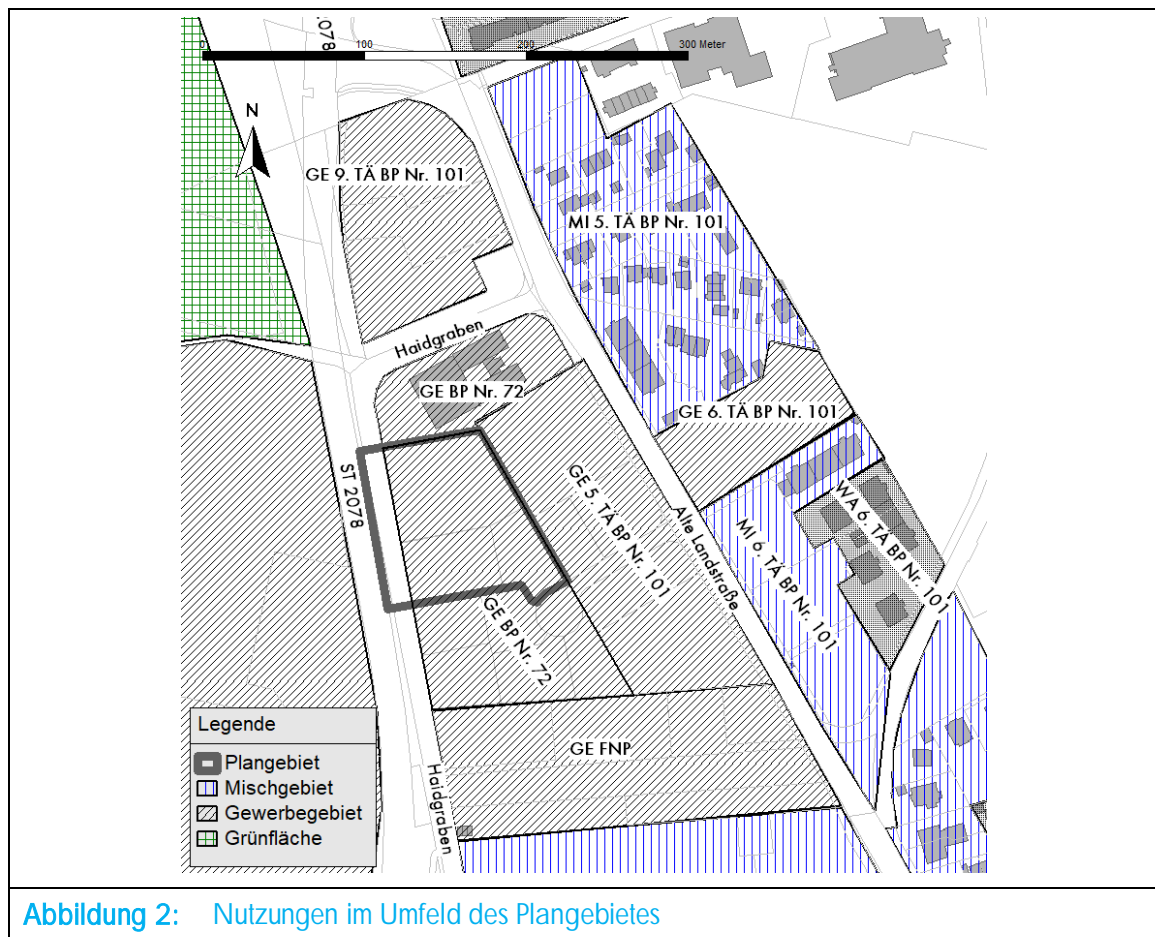 2078
0 100 200 300 Meter
N
GE 9. TÄ BP Nr. 101
MI 5. TÄ BP Nr. 101
Haidgraben
GE BP Nr. 72
GE 6. TÄ BP Nr. 101
ST 2078
GE 5. TÄ BP Nr. 101
Alte Landstraße
WA 6. TÄ BP Nr. 101
MI 6. TÄ BP Nr. 101
GE BP Nr. 72
GE FNP
Haidgraben
Legende
Plangebiet
Mischgebiet
Gewerbegebiet
Grünfläche
Abbildung 2: Nutzungen im Umfeld des Plangebietes